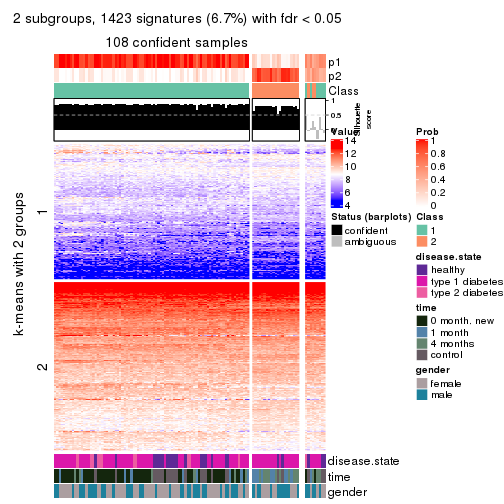 2 subgroups, 1423 signatures (6.7%) with fdr < 0.05
108 confident samples
p1
p2
Class
1
0.5
0
Silhouette
score
k-means with 2 groups
1
2
disease.state
time
gender
Value
14
12
10
8
6
4
Status (barplots)
confident
ambiguous
Prob
1
0.8
0.6
0.4
0.2
0
Class
1
2
disease.state
healthy
type 1 diabetes
type 2 diabetes
time
0 month. new
1 month
4 months
control
gender
female
male